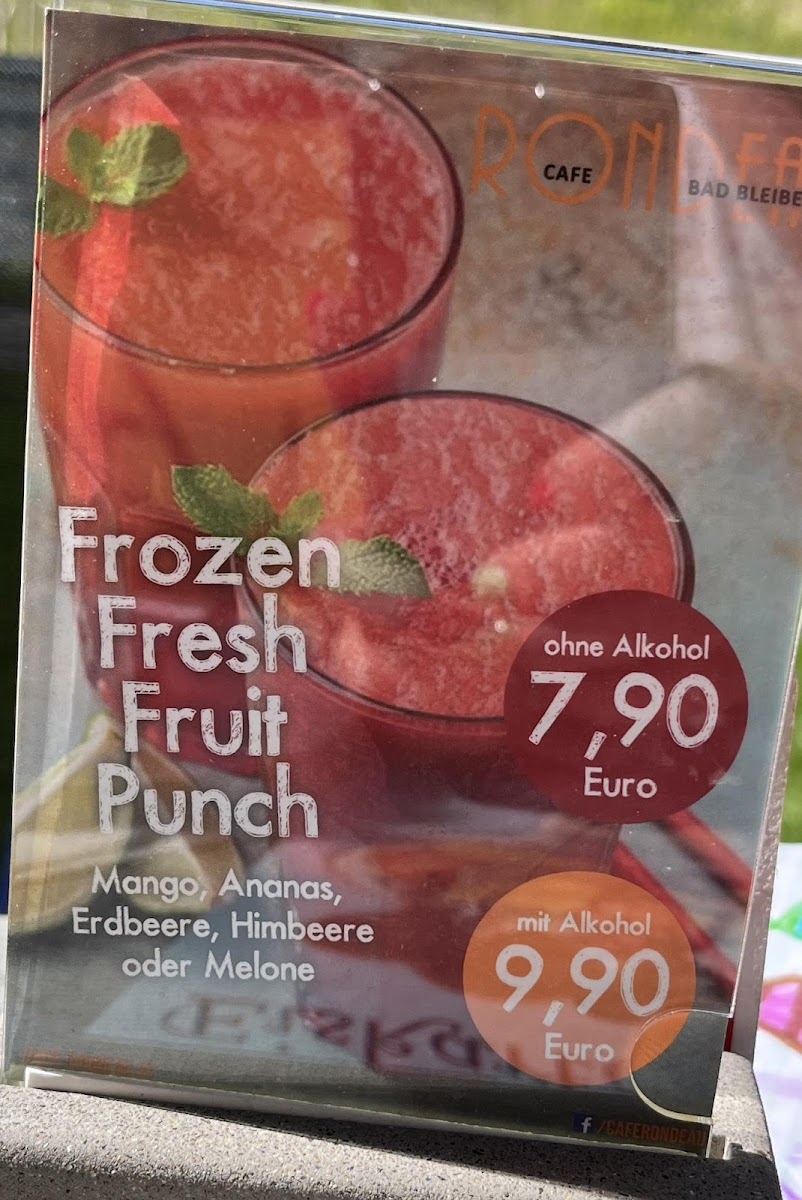 CAFE
BAD BLEIBE
Frozen
Fresh
Fruit
Punch
ohne Alkohol
7,90
Euro
Mango, Ananas,
Erdbeere, Himbeere
oder Melone
mit Alkohol
9,90
Euro
f /CAFERONDEAU